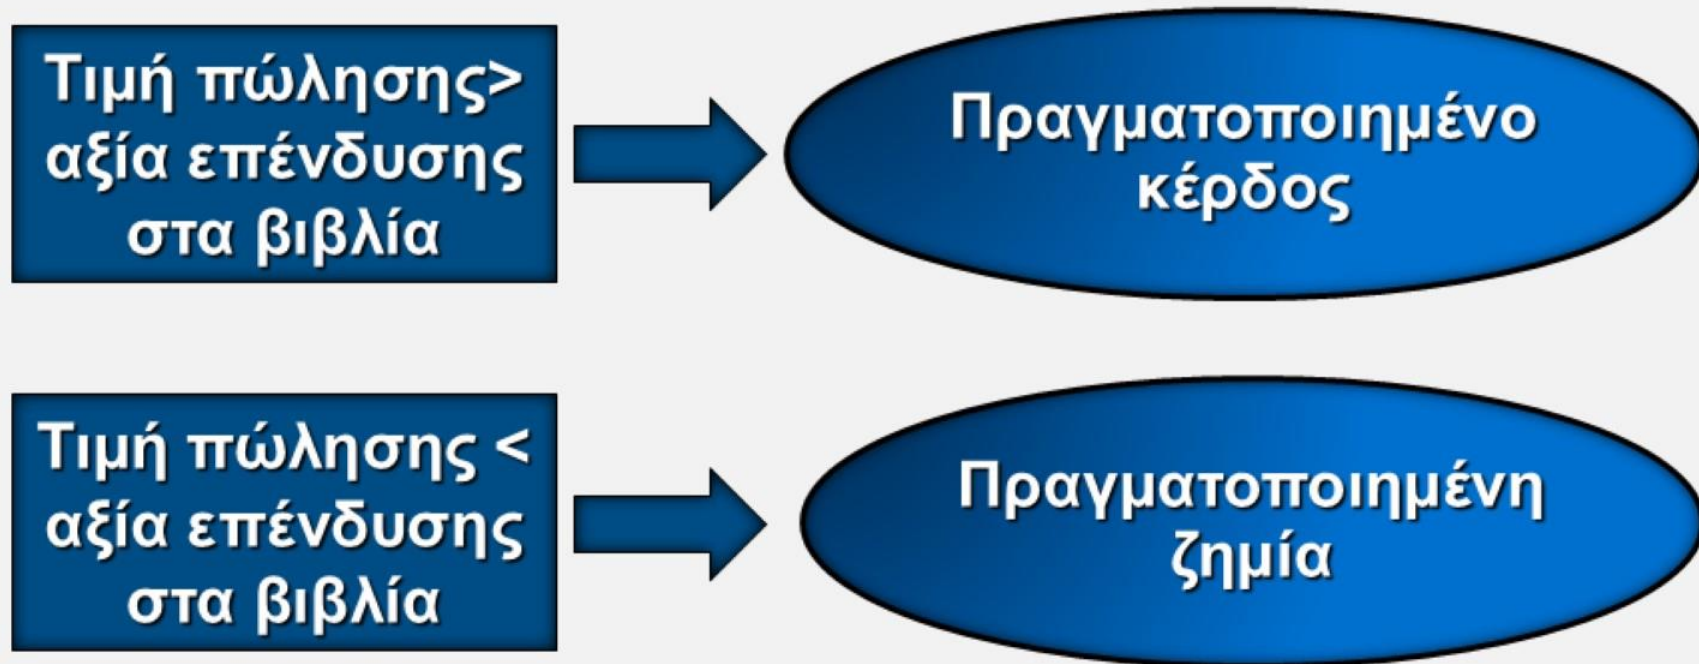 Τιμή πώλησης>
αξία επένδυσης
στα βιβλία
Πραγματοποιημένο
κέρδος
Τιμή πώλησης <
αξία επένδυσης
στα βιβλία
Πραγματοποιημένη
ζημία